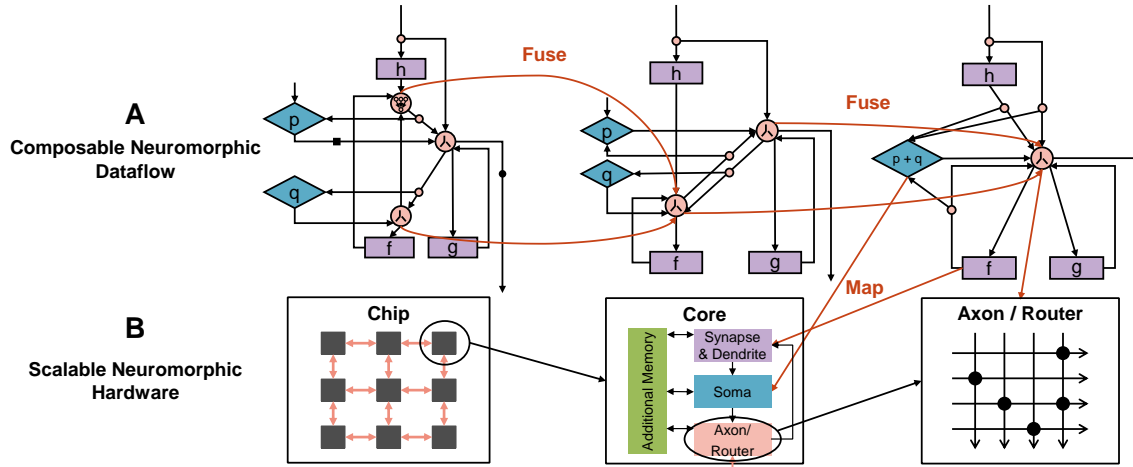 A
Composable Neuromorphic
Dataflow
h
p
q
f
g
Fuse
h
p
q
f
g
Fuse
h
p + q
f
g
Map
B
Scalable Neuromorphic
Hardware
Chip
Core
Additional Memory
Synapse
& Dendrite
Soma
Axon/
Router
Axon / Router